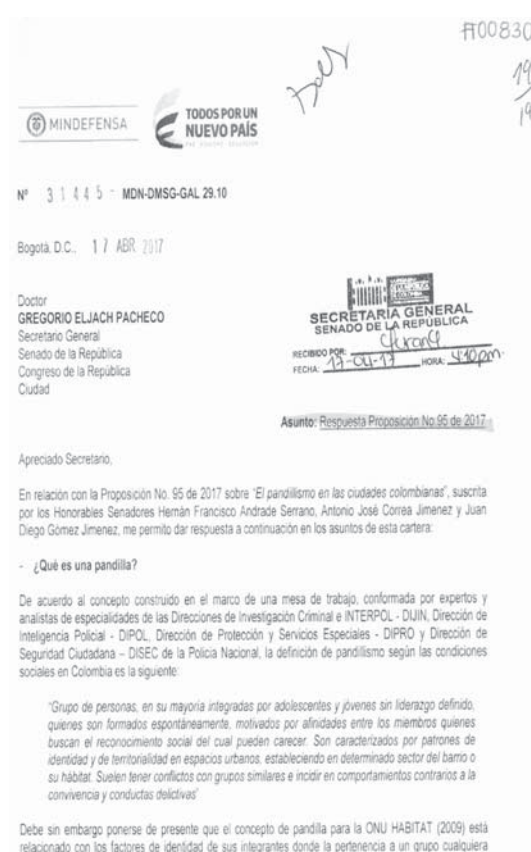 A00830
MINDEFENSA
TODOS POR UN
NUEVO PAÍS
PAZ EQUIDAD EDUCACIÓN
Nº 31445 - MDN-DMSG-GAL 29.10
Bogotá, D.C., 17 ABR 2017
Doctor
GREGORIO ELJACH PACHECO
Secretario General
Senado de la República
Congreso de la República
Ciudad
SECRETARÍA GENERAL
SENADO DE LA REPÚBLICA
RECIBIDO POR:
FECHA: 17-04-17 HORA: 4:10pm.
Asunto: Respuesta Proposición No.95 de 2017
Apreciado Secretario,
En relación con la Proposición No. 95 de 2017 sobre "El pandillismo en las ciudades colombianas", suscrita
por los Honorables Senadores Hernán Francisco Andrade Serrano, Antonio José Correa Jimenez y Juan
Diego Gómez Jimenez, me permito dar respuesta a continuación en los asuntos de esta cartera:
- ¿Qué es una pandilla?
De acuerdo al concepto construido en el marco de una mesa de trabajo, conformada por expertos y
analistas de especialidades de las Direcciones de Investigación Criminal e INTERPOL - DIJIN, Dirección de
Inteligencia Policial - DIPOL, Dirección de Protección y Servicios Especiales - DIPRO y Dirección de
Seguridad Ciudadana – DISEC de la Policía Nacional, la definición de pandillismo según las condiciones
sociales en Colombia es la siguiente:
"Grupo de personas, en su mayoría integradas por adolescentes y jóvenes sin liderazgo definido,
quienes son formados espontáneamente, motivados por afinidades entre los miembros quienes
buscan el reconocimiento social del cual pueden carecer. Son caracterizados por patrones de
identidad y de territorialidad en espacios urbanos, estableciendo en determinado sector del barrio o
su hábitat. Suelen tener conflictos con grupos similares e incidir en comportamientos contrarios a la
convivencia y conductas delictivas"
Debe sin embargo ponerse de presente que el concepto de pandilla para la ONU HABITAT (2009) está
relacionado con los factores de identidad de sus integrantes donde la pertenencia a un grupo cualquiera